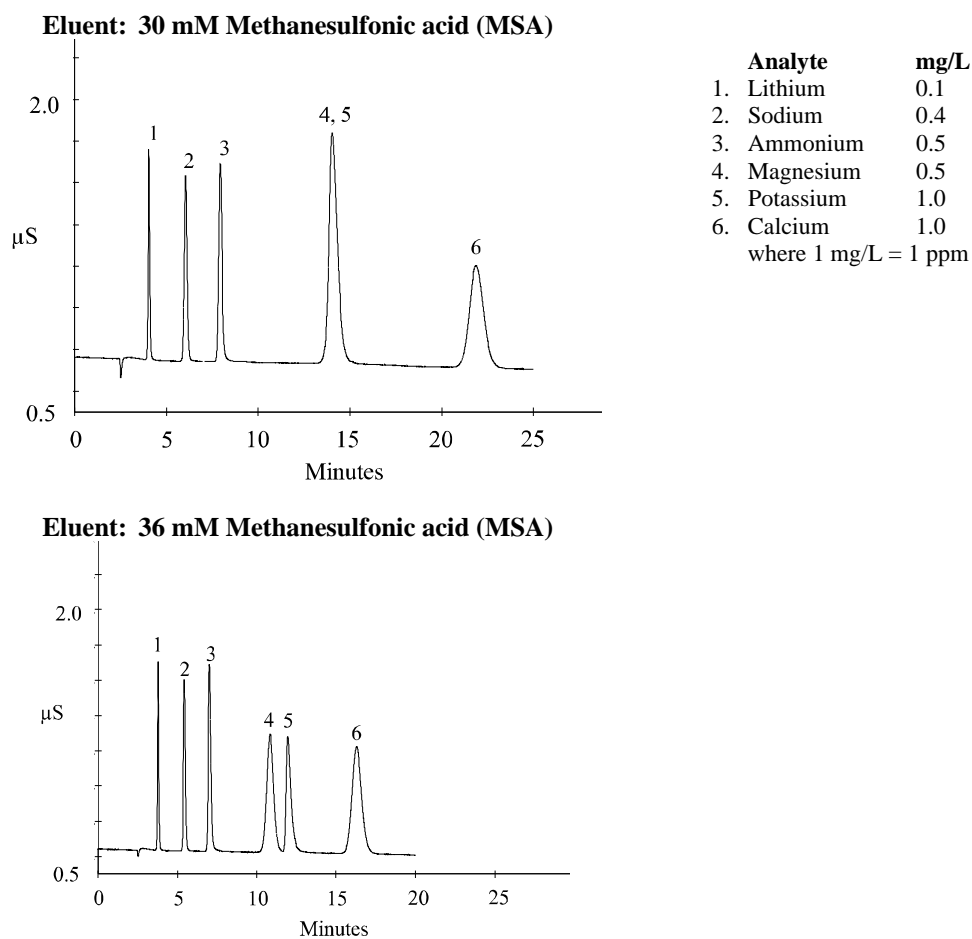 Eluent: 30 mM Methanesulfonic acid (MSA)
2.0
µS
0.5
1
2
3
4, 5
6
0 5 10 15 20 25
Minutes
Analyte mg/L
1. Lithium 0.1
2. Sodium 0.4
3. Ammonium 0.5
4. Magnesium 0.5
5. Potassium 1.0
6. Calcium 1.0
where 1 mg/L = 1 ppm
Eluent: 36 mM Methanesulfonic acid (MSA)
2.0
µS
0.5
1
2
3
4 5
6
0 5 10 15 20 25
Minutes